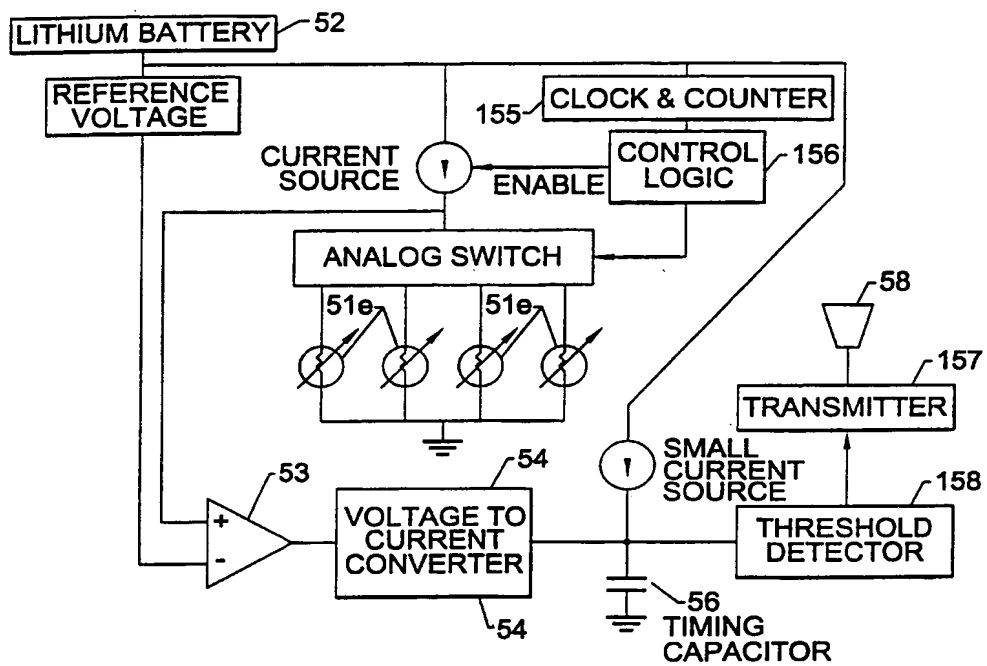 LITHIUM BATTERY
52
REFERENCE
VOLTAGE
155
CLOCK & COUNTER
CURRENT
SOURCE
ENABLE
CONTROL
LOGIC
156
ANALOG SWITCH
51e
51e
58
157
TRANSMITTER
SMALL
CURRENT
SOURCE
53
+
-
54
VOLTAGE TO
CURRENT
CONVERTER
54
158
THRESHOLD
DETECTOR
56
TIMING
CAPACITOR